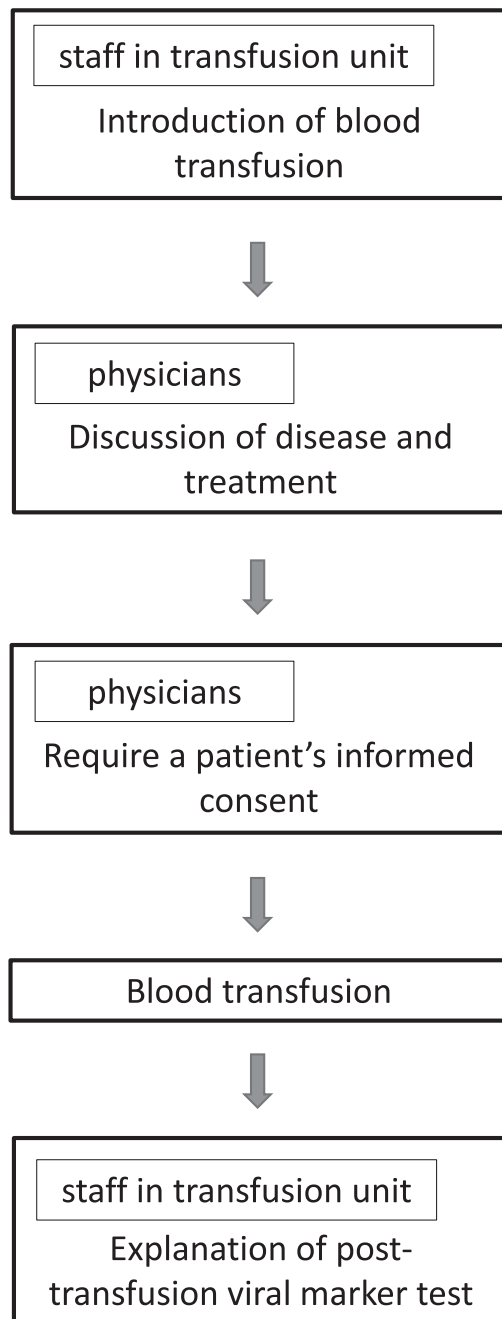 staff in transfusion unit
Introduction of blood
transfusion
physicians
Discussion of disease and
treatment
physicians
Require a patient’s informed
consent
Blood transfusion
staff in transfusion unit
Explanation of post-
transfusion viral marker test